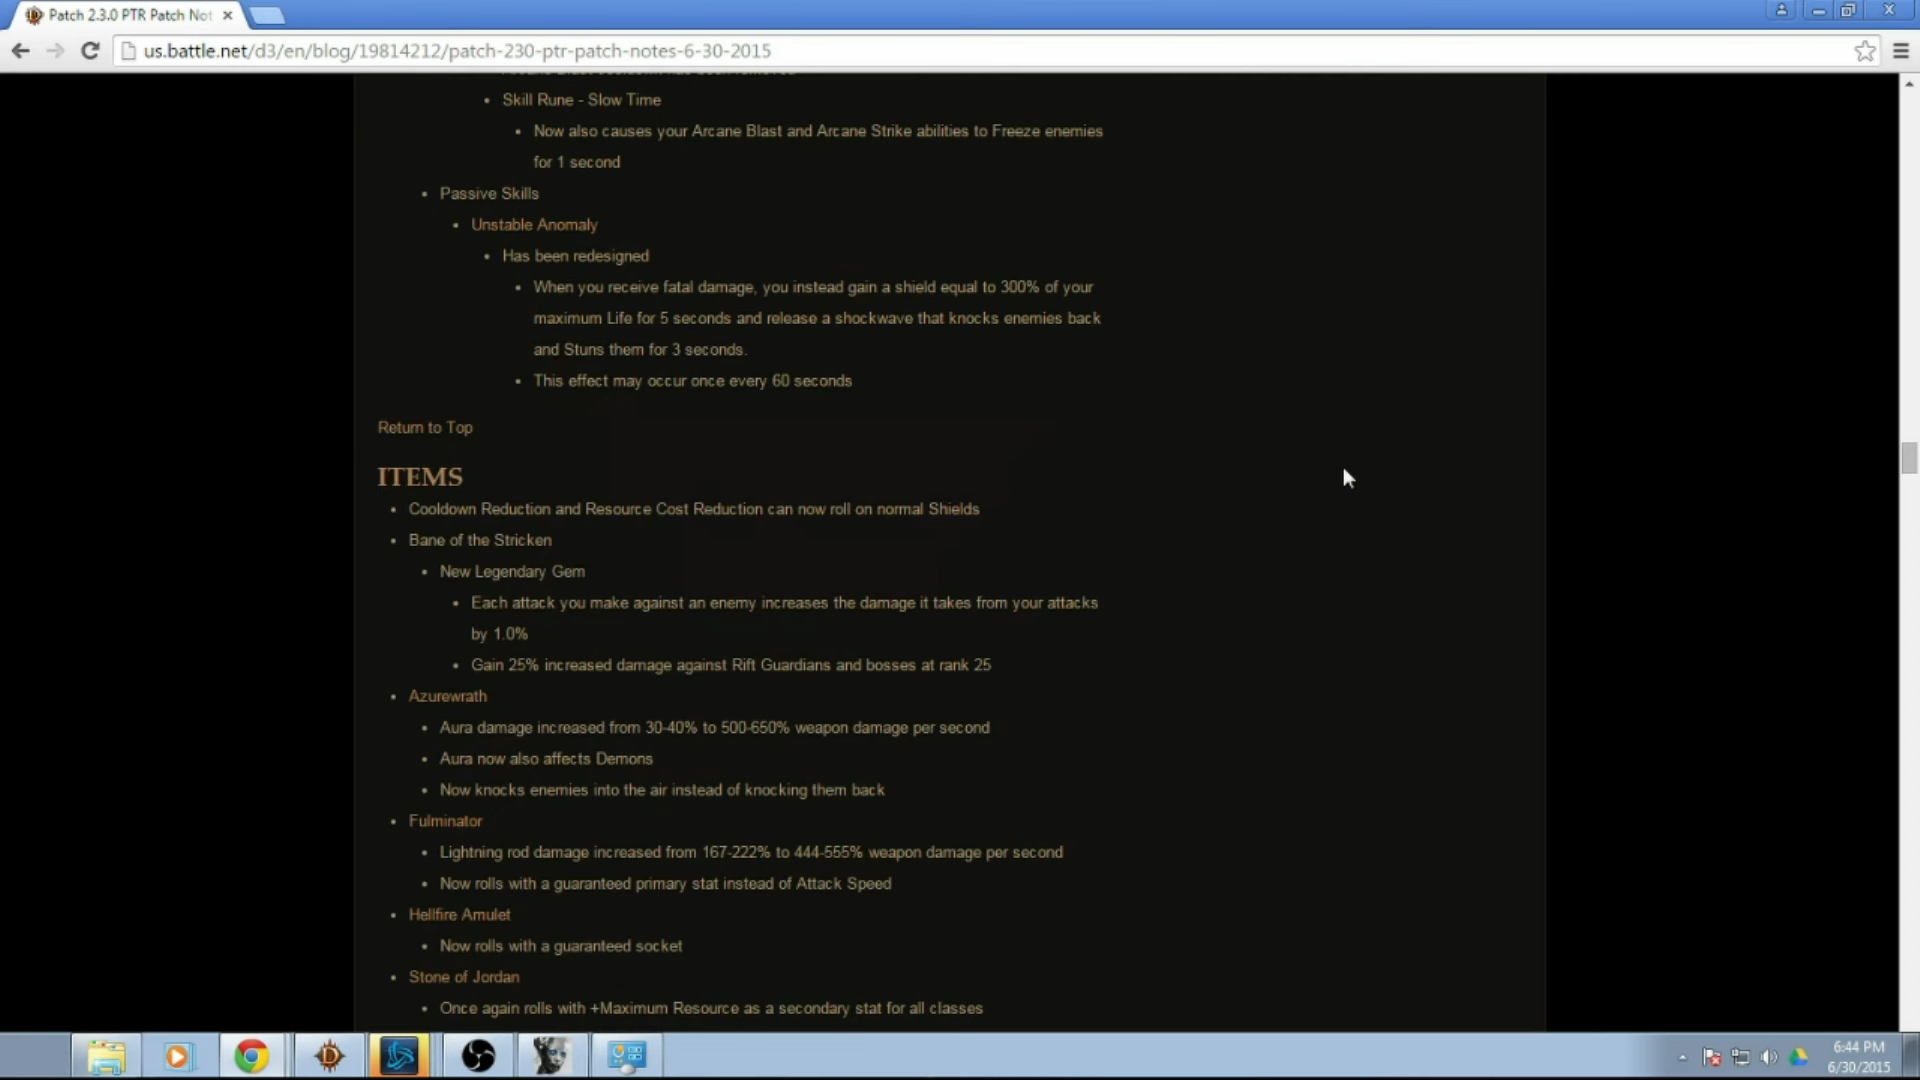 Patch 2.3.0 PTR Patch Not
us.battle.net/d3/en/blog/19814212/patch-230-ptr-patch-notes-6-30-2015
Skill Rune - Slow Time
Now also causes your Arcane Blast and Arcane Strike abilities to Freeze enemies
for 1 second
Passive Skills
Unstable Anomaly
Has been redesigned
When you receive fatal damage, you instead gain a shield equal to 300% of your
maximum Life for 5 seconds and release a shockwave that knocks enemies back
and Stuns them for 3 seconds.
This effect may occur once every 60 seconds
Return to Top
ITEMS
Cooldown Reduction and Resource Cost Reduction can now roll on normal Shields
Bane of the Stricken
New Legendary Gem
Each attack you make against an enemy increases the damage it takes from your attacks
by 1.0%
Gain 25% increased damage against Rift Guardians and bosses at rank 25
Azurewrath
Aura damage increased from 30-40% to 500-650% weapon damage per second
Aura now also affects Demons
Now knocks enemies into the air instead of knocking them back
Fulminator
Lightning rod damage increased from 167-222% to 444-555% weapon damage per second
Now rolls with a guaranteed primary stat instead of Attack Speed
Hellfire Amulet
Now rolls with a guaranteed socket
Stone of Jordan
Once again rolls with +Maximum Resource as a secondary stat for all classes
6:44 PM
6/30/2015